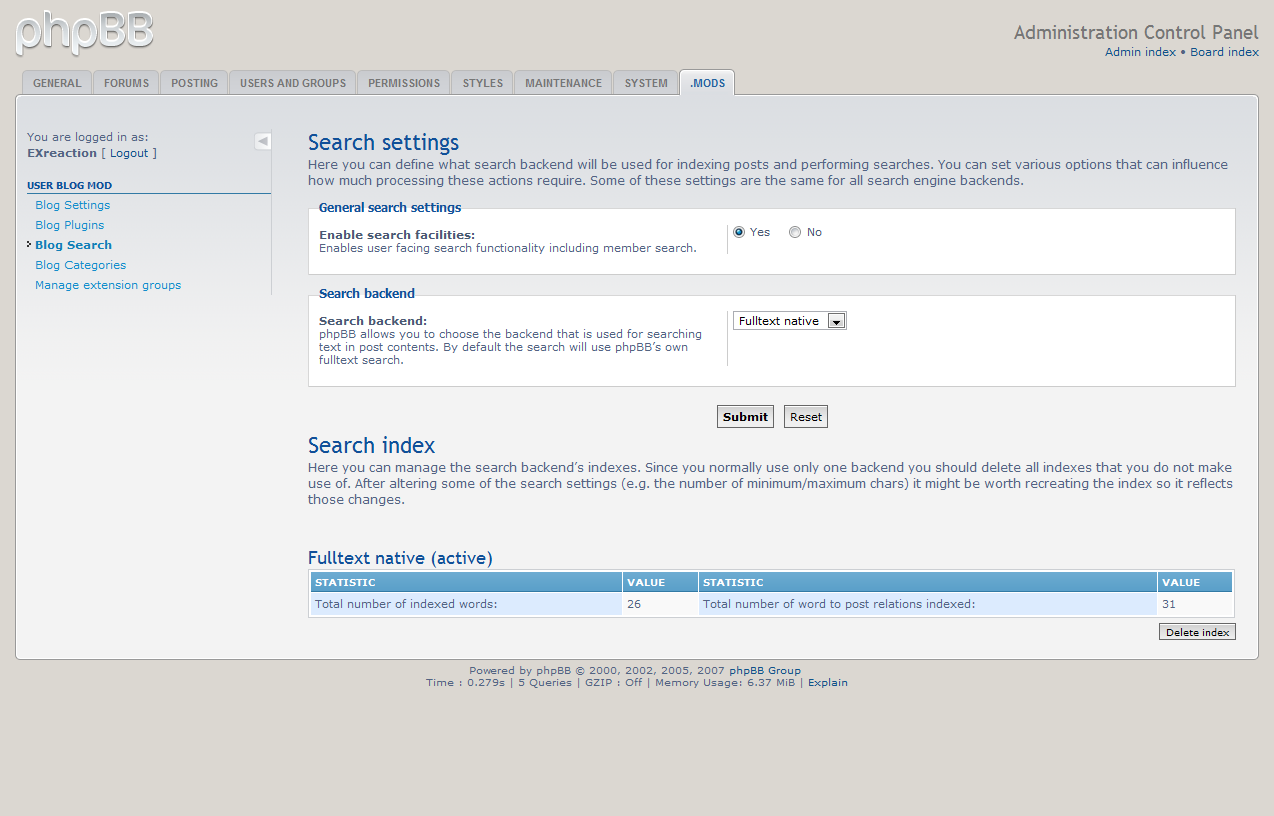 phpBB
Administration Control Panel
Admin index • Board index
GENERAL FORUMS POSTING USERS AND GROUPS PERMISSIONS STYLES MAINTENANCE SYSTEM .MODS
You are logged in as:
EXreaction [ Logout ]
USER BLOG MOD
Blog Settings
Blog Plugins
Blog Search
Blog Categories
Manage extension groups
Search settings
Here you can define what search backend will be used for indexing posts and performing searches. You can set various options that can influence
how much processing these actions require. Some of these settings are the same for all search engine backends.
General search settings
Enable search facilities:
Enables user facing search functionality including member search.
Yes No
Search backend
Search backend:
phpBB allows you to choose the backend that is used for searching
text in post contents. By default the search will use phpBB’s own
fulltext search.
Fulltext native
Submit Reset
Search index
Here you can manage the search backend’s indexes. Since you normally use only one backend you should delete all indexes that you do not make
use of. After altering some of the search settings (e.g. the number of minimum/maximum chars) it might be worth recreating the index so it reflects
those changes.
Fulltext native (active)
STATISTIC VALUE STATISTIC VALUE
Total number of indexed words: 26 Total number of word to post relations indexed: 31
Delete index
Powered by phpBB © 2000, 2002, 2005, 2007 phpBB Group
Time : 0.279s | 5 Queries | GZIP : Off | Memory Usage: 6.37 MiB | Explain